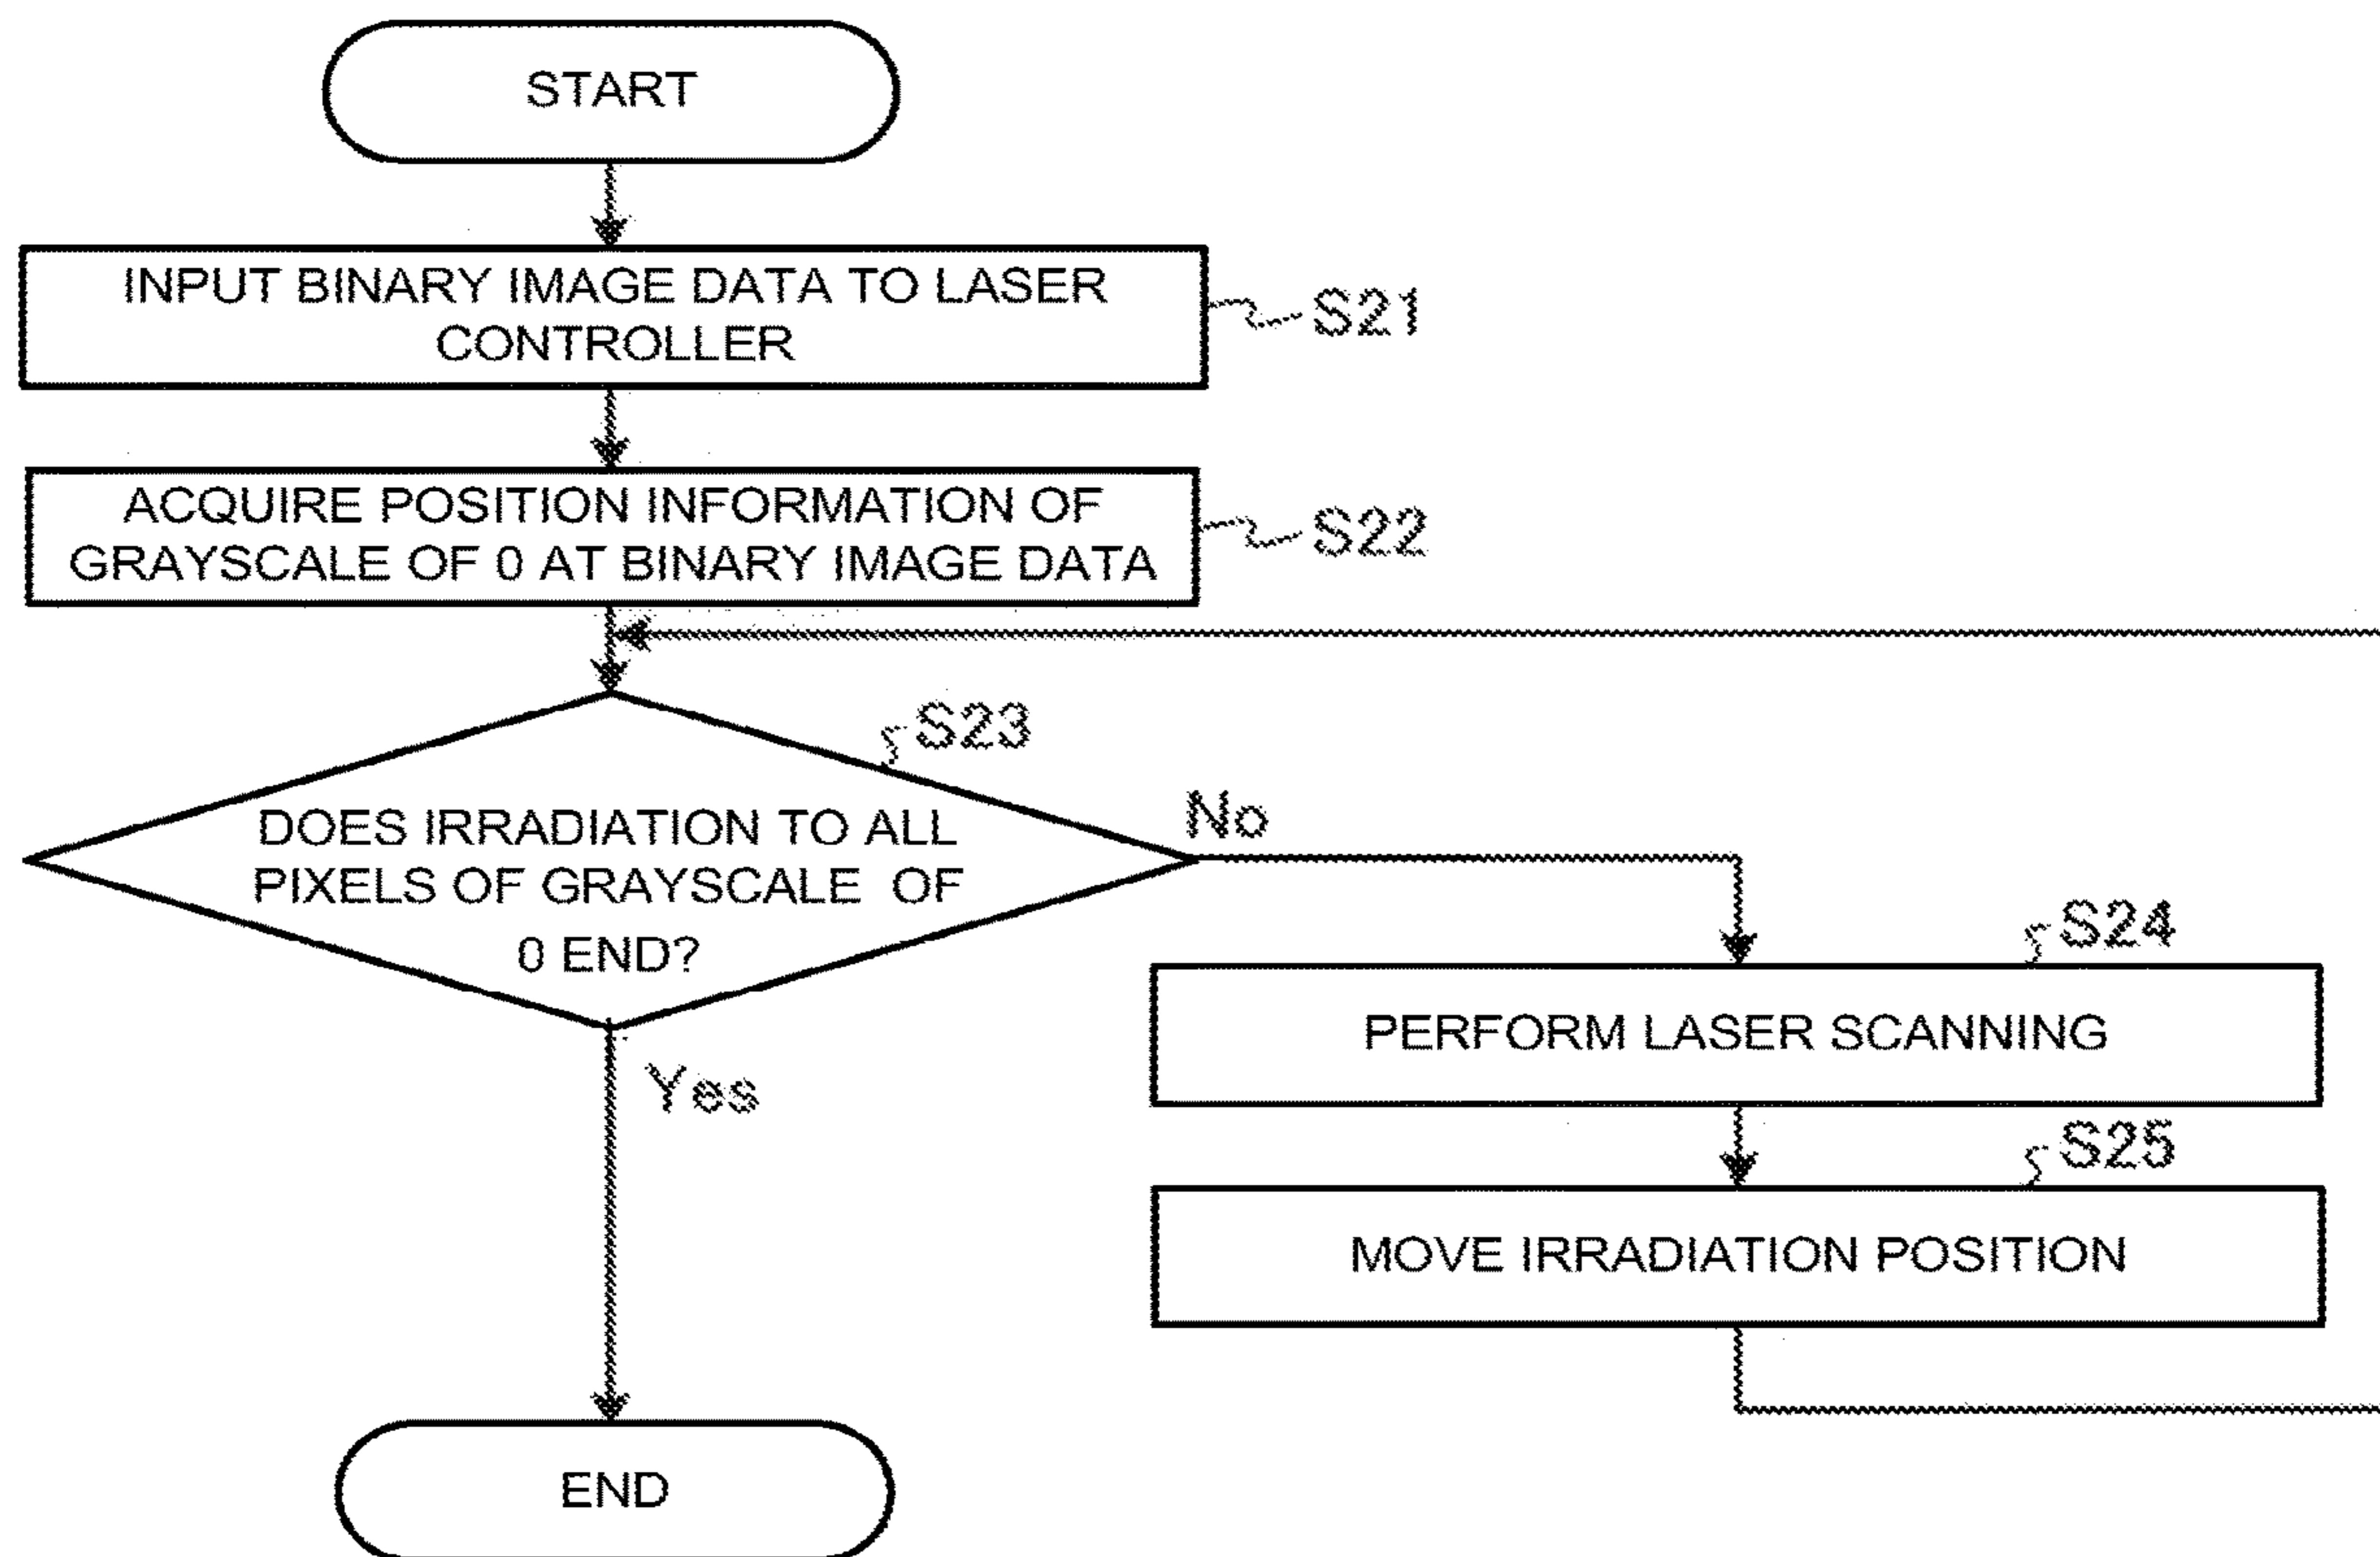 START
INPUT BINARY IMAGE DATA TO LASER
CONTROLLER
S21
ACQUIRE POSITION INFORMATION OF
GRAYSCALE OF 0 AT BINARY IMAGE DATA
S22
S23
DOES IRRADIATION TO ALL
PIXELS OF GRAYSCALE OF
0 END?
No
Yes
S24
PERFORM LASER SCANNING
S25
MOVE IRRADIATION POSITION
END